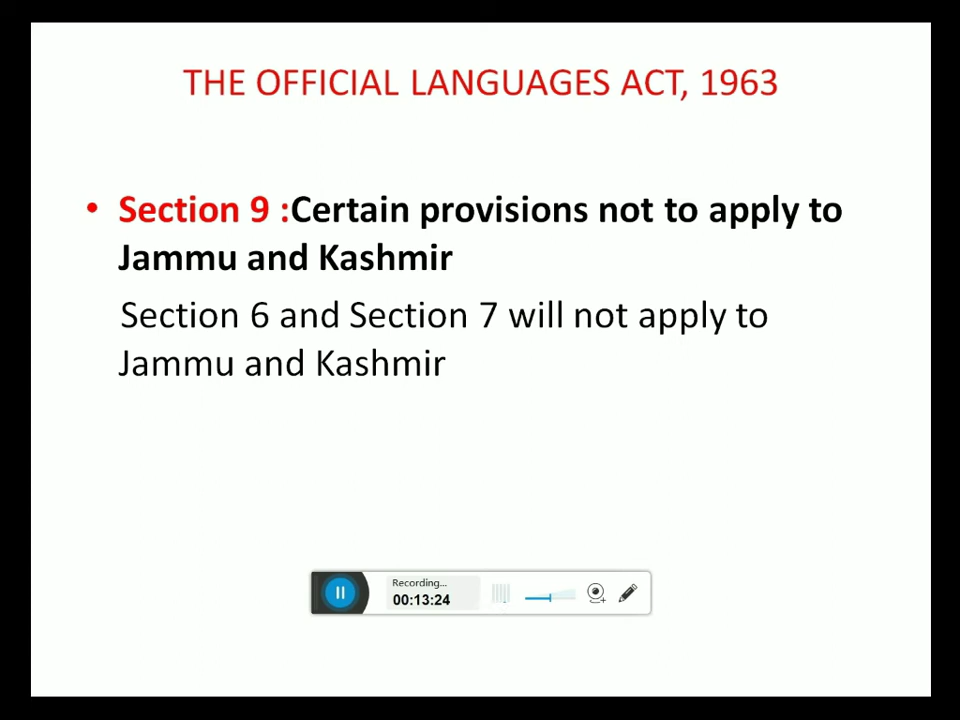 THE OFFICIAL LANGUAGES ACT, 1963
• Section 9 :Certain provisions not to apply to
Jammu and Kashmir
Section 6 and Section 7 will not apply to
Jammu and Kashmir
Recording...
00:13:24